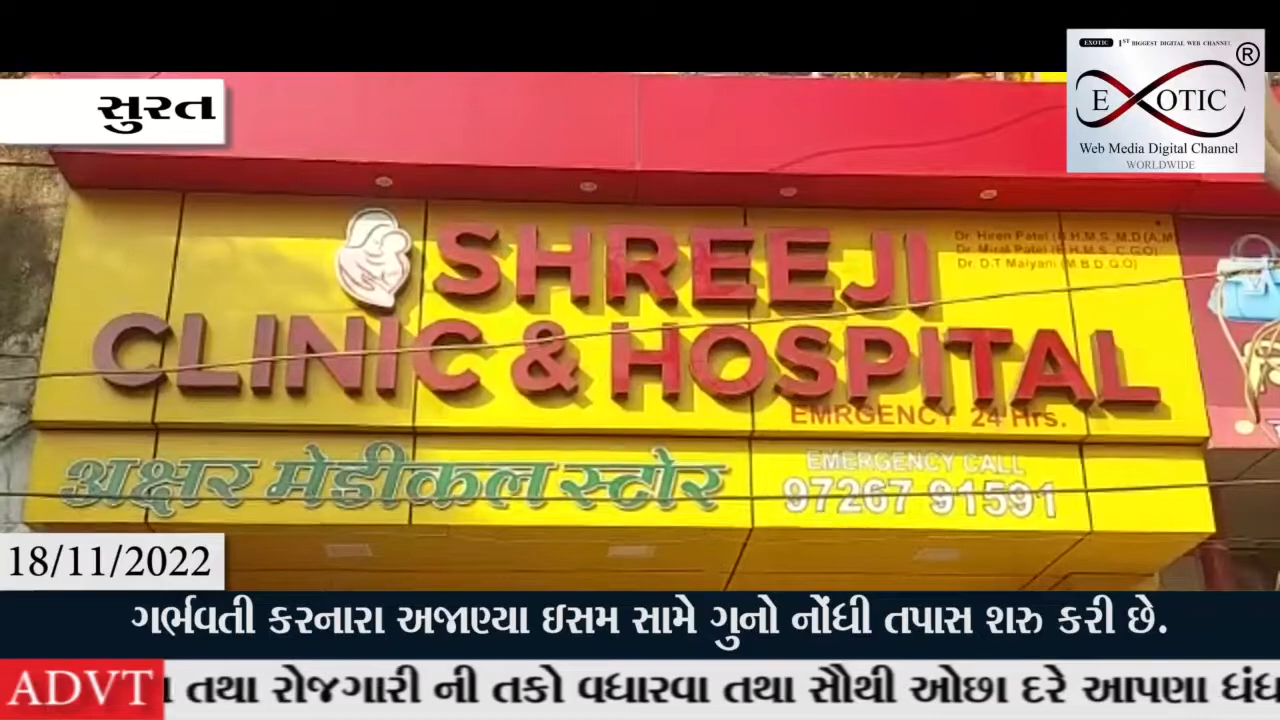 EXOTIC 1ST BIGGEST DIGITAL WEB CHANNEL
EXOTIC ®
Web Media Digital Channel
WORLDWIDE
સુરત
SHREEJI
Dr. Hiren Patel (B.H.M.S.,M.D(A.M
Dr. Miral Patel (B.H.M.S., C.G.O)
Dr. D.T Malyani (M.B.D.G.O)
CLINIC & HOSPITAL
EMRGENCY 24 Hrs.
अक्षर मेडीकल स्टोर
EMERGENCY CALL
97267 91591
18/11/2022
ગર્ભવતી કરનારા અજાણ્યા ઇસમ સામે ગુનો નોંધી તપાસ શરુ કરી છે.
ADVT તથા રોજગારી ની તકો વધારવા તથા સૌથી ઓછા દરે આપણા ધંધ